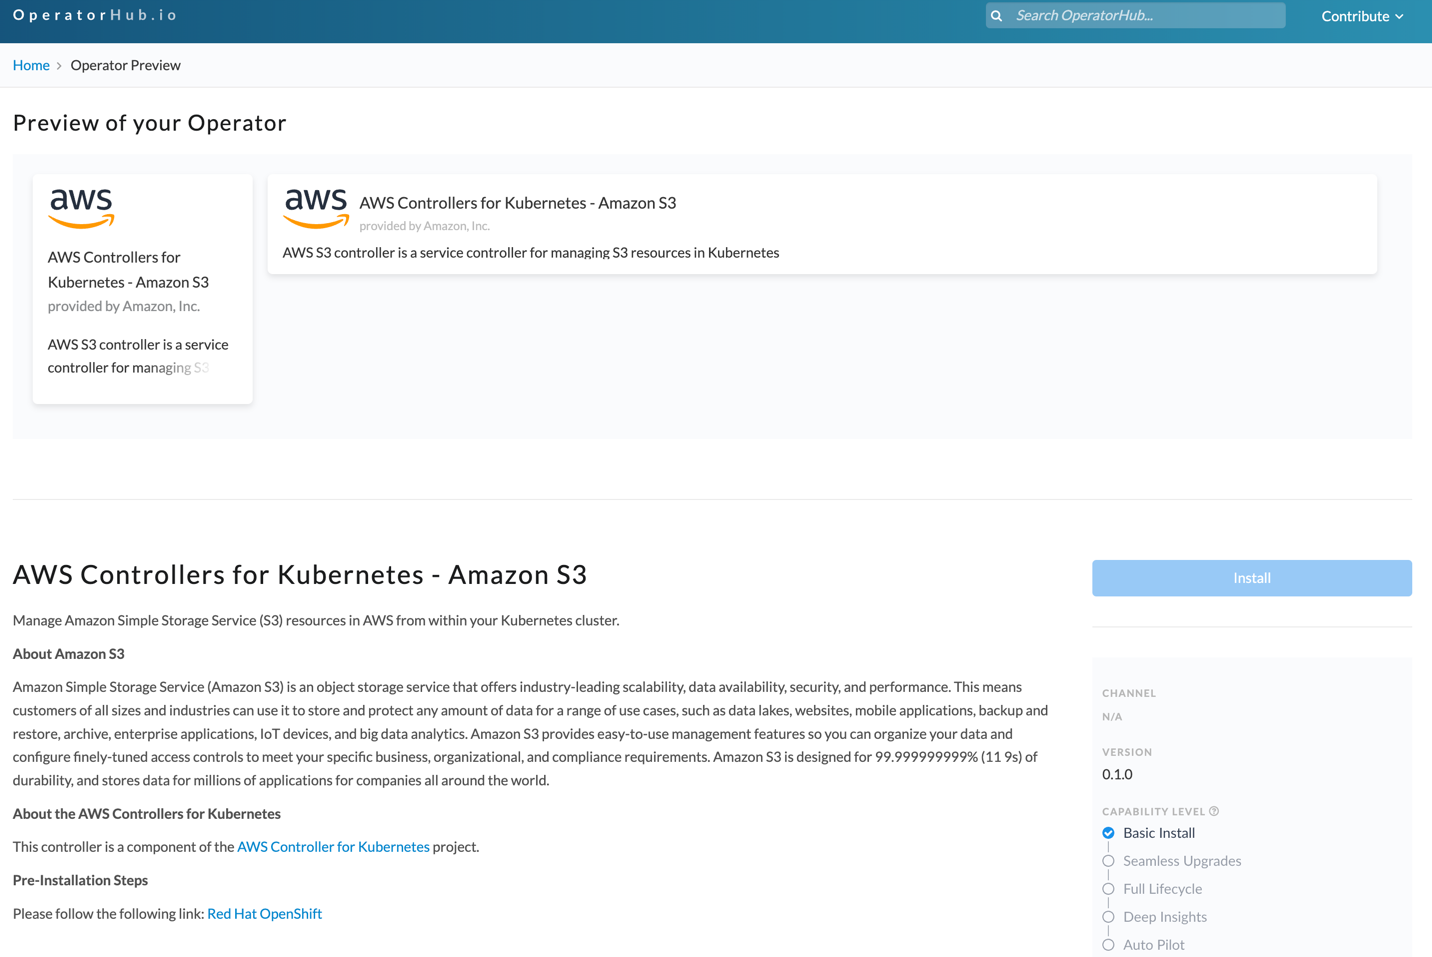 OperatorHub.io
Search OperatorHub...
Contribute
Home > Operator Preview
Preview of your Operator
aws
AWS Controllers for
Kubernetes - Amazon S3
provided by Amazon, Inc.
AWS S3 controller is a service
controller for managing S3
aws
AWS Controllers for Kubernetes - Amazon S3
provided by Amazon, Inc.
AWS S3 controller is a service controller for managing S3 resources in Kubernetes
AWS Controllers for Kubernetes - Amazon S3
Manage Amazon Simple Storage Service (S3) resources in AWS from within your Kubernetes cluster.
About Amazon S3
Amazon Simple Storage Service (Amazon S3) is an object storage service that offers industry-leading scalability, data availability, security, and performance. This means
customers of all sizes and industries can use it to store and protect any amount of data for a range of use cases, such as data lakes, websites, mobile applications, backup and
restore, archive, enterprise applications, IoT devices, and big data analytics. Amazon S3 provides easy-to-use management features so you can organize your data and
configure finely-tuned access controls to meet your specific business, organizational, and compliance requirements. Amazon S3 is designed for 99.999999999% (11 9s) of
durability, and stores data for millions of applications for companies all around the world.
About the AWS Controllers for Kubernetes
This controller is a component of the AWS Controller for Kubernetes project.
Pre-Installation Steps
Please follow the following link: Red Hat OpenShift
Install
CHANNEL
N/A
VERSION
0.1.0
CAPABILITY LEVEL
Basic Install
Seamless Upgrades
Full Lifecycle
Deep Insights
Auto Pilot